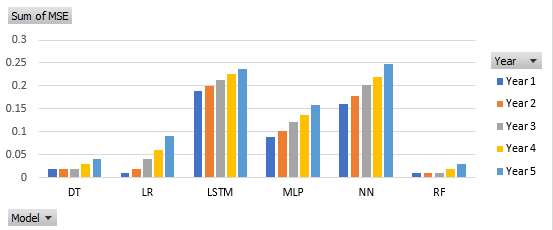 Sum of MSE
0.3
0.25
0.2
0.15
0.1
0.05
0
DT LR LSTM MLP NN RF
Year
Year 1
Year 2
Year 3
Year 4
Year 5
Model